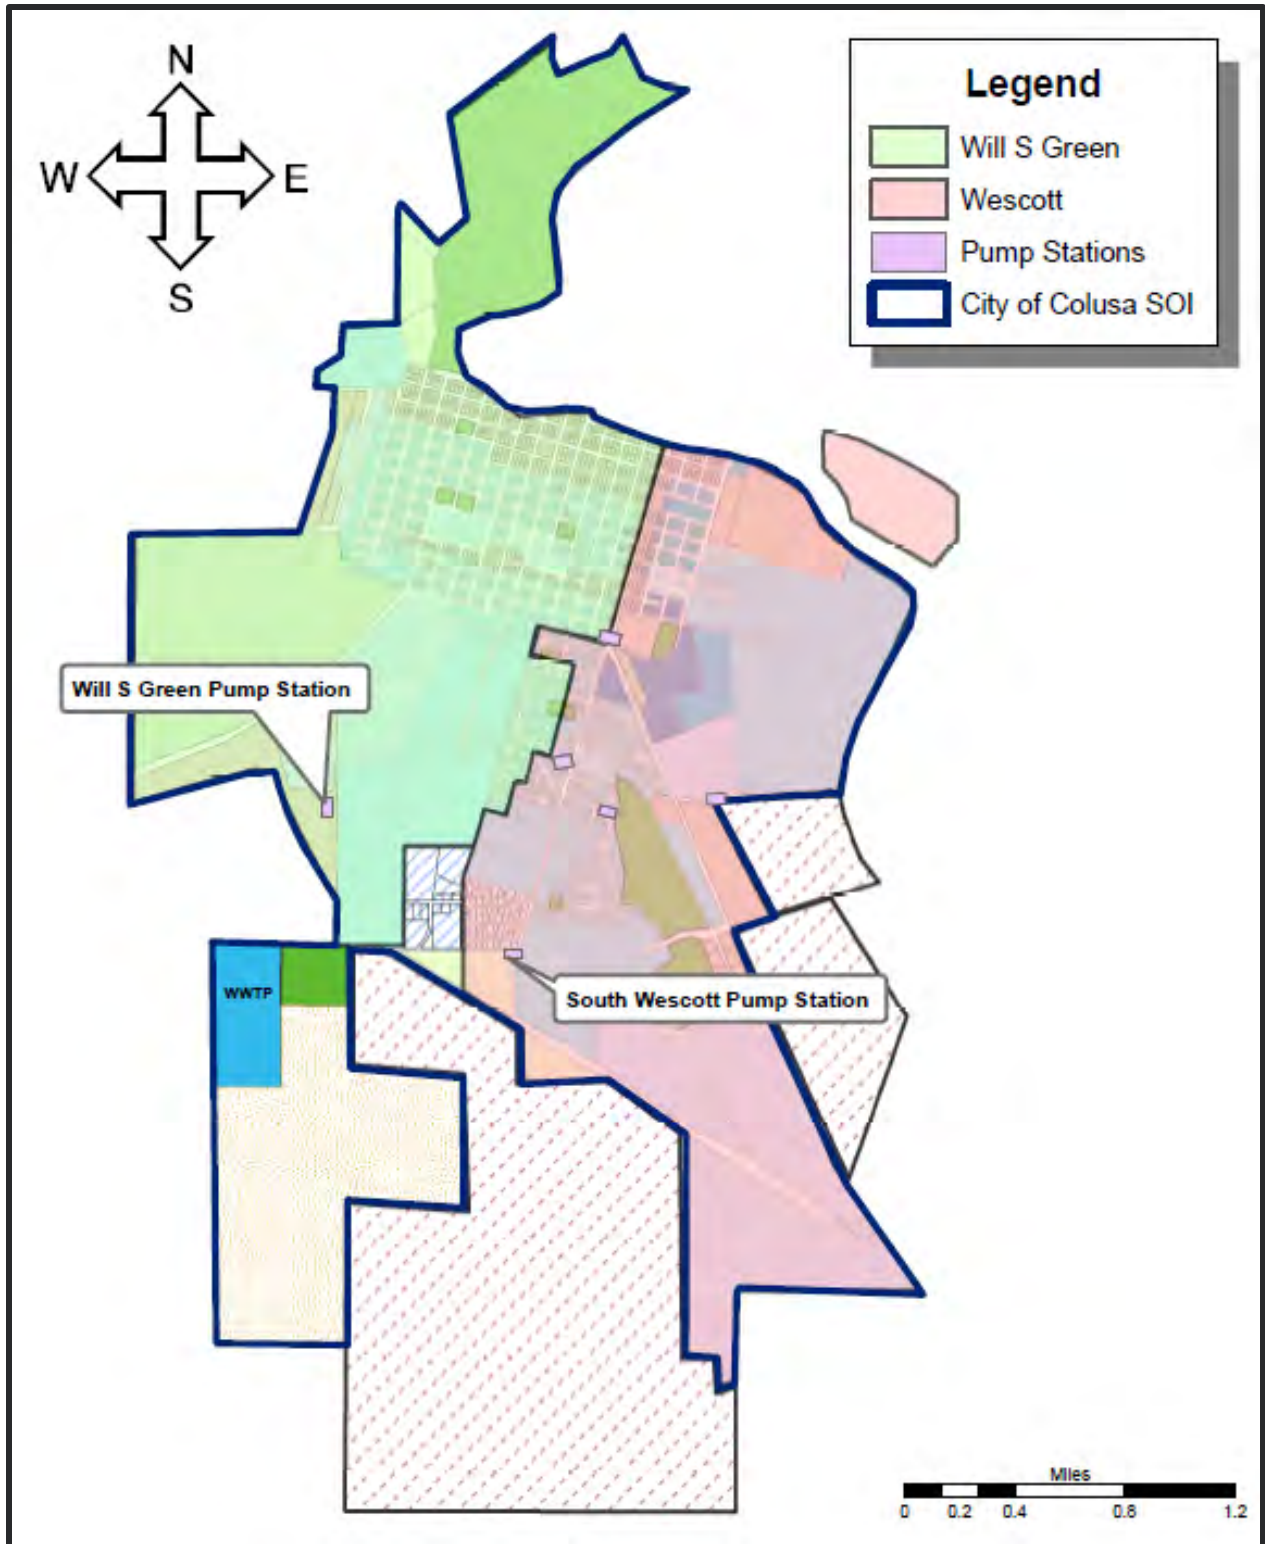 N
W
E
S
Legend
Will S Green
Wescott
Pump Stations
City of Colusa SOI
Will S Green Pump Station
WWTP
South Wescott Pump Station
Miles
0 0.2 0.4 0.8 1.2